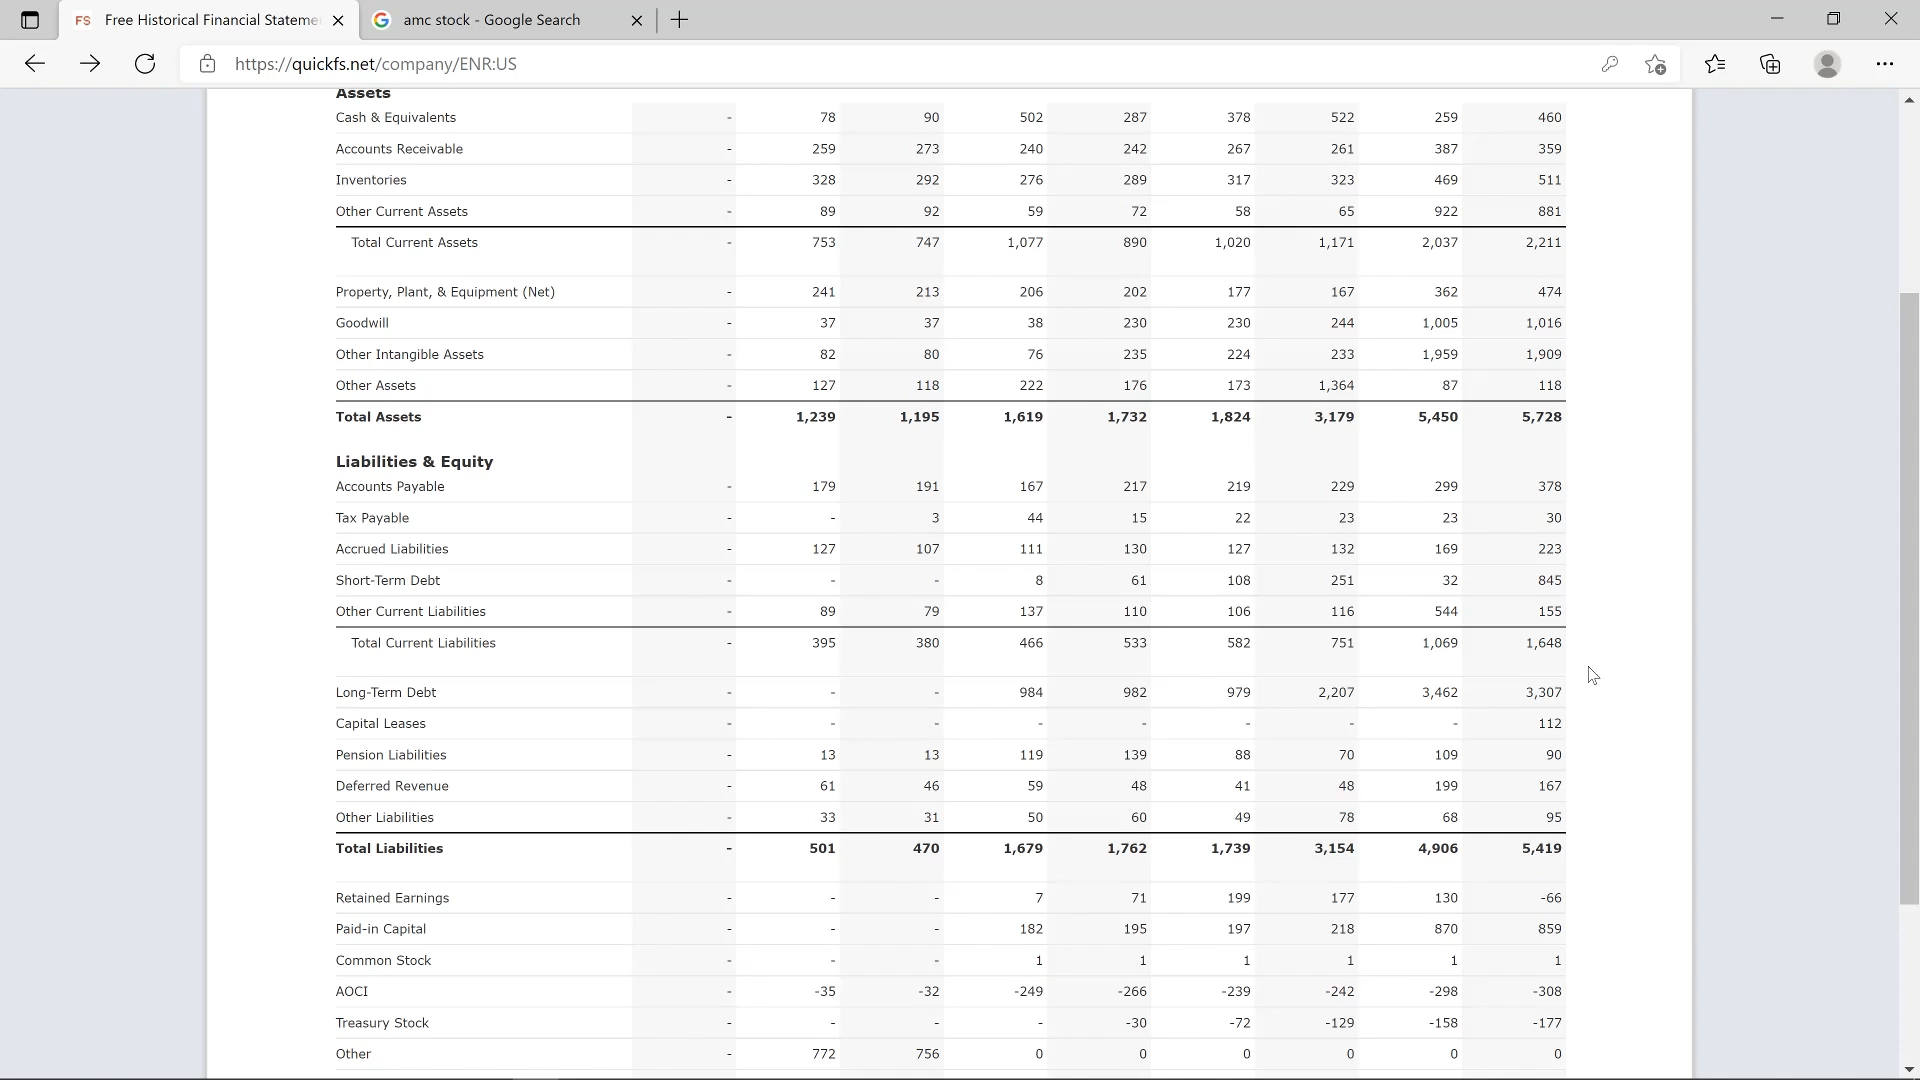 Free Historical Financial Stateme
amc stock - Google Search
https://quickfs.net/company/ENR:US
Assets
Cash & Equivalents - 78 90 502 287 378 522 259 460
Accounts Receivable - 259 273 240 242 267 261 387 359
Inventories - 328 292 276 289 317 323 469 511
Other Current Assets - 89 92 59 72 58 65 922 881
Total Current Assets - 753 747 1,077 890 1,020 1,171 2,037 2,211
Property, Plant, & Equipment (Net) - 241 213 206 202 177 167 362 474
Goodwill - 37 37 38 230 230 244 1,005 1,016
Other Intangible Assets - 82 80 76 235 224 233 1,959 1,909
Other Assets - 127 118 222 176 173 1,364 87 118
Total Assets - 1,239 1,195 1,619 1,732 1,824 3,179 5,450 5,728
Liabilities & Equity
Accounts Payable - 179 191 167 217 219 229 299 378
Tax Payable - - 3 44 15 22 23 23 30
Accrued Liabilities - 127 107 111 130 127 132 169 223
Short-Term Debt - - - 8 61 108 251 32 845
Other Current Liabilities - 89 79 137 110 106 116 544 155
Total Current Liabilities - 395 380 466 533 582 751 1,069 1,648
Long-Term Debt - - - 984 982 979 2,207 3,462 3,307
Capital Leases - - - - - - - - 112
Pension Liabilities - 13 13 119 139 88 70 109 90
Deferred Revenue - 61 46 59 48 41 48 199 167
Other Liabilities - 33 31 50 60 49 78 68 95
Total Liabilities - 501 470 1,679 1,762 1,739 3,154 4,906 5,419
Retained Earnings - - - 7 71 199 177 130 -66
Paid-in Capital - - - 182 195 197 218 870 859
Common Stock - - - 1 1 1 1 1 1
AOCI - -35 -32 -249 -266 -239 -242 -298 -308
Treasury Stock - - - - -30 -72 -129 -158 -177
Other - 772 756 0 0 0 0 0 0